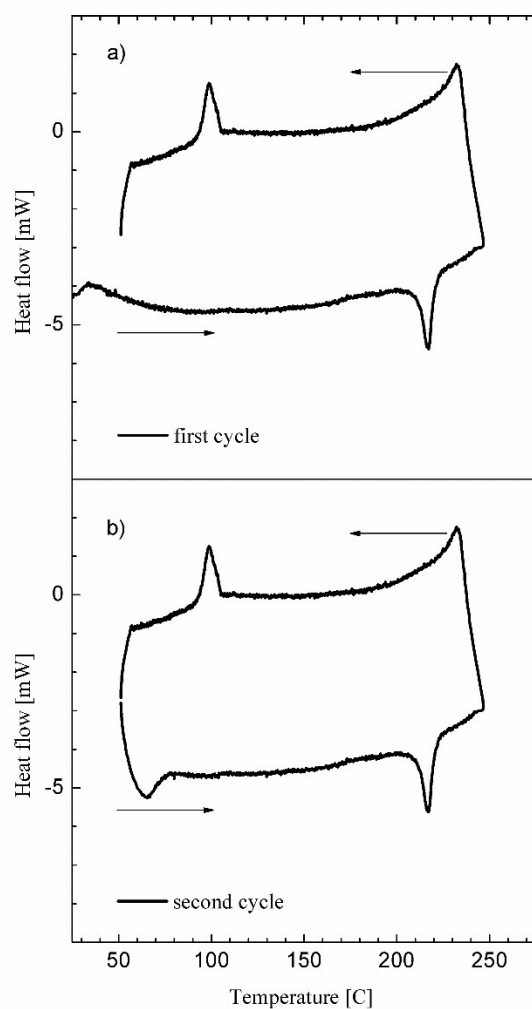 a)
0
-5
Heat flow [mW]
first cycle
b)
0
-5
Heat flow [mW]
second cycle
50 100 150 200 250
Temperature [C]